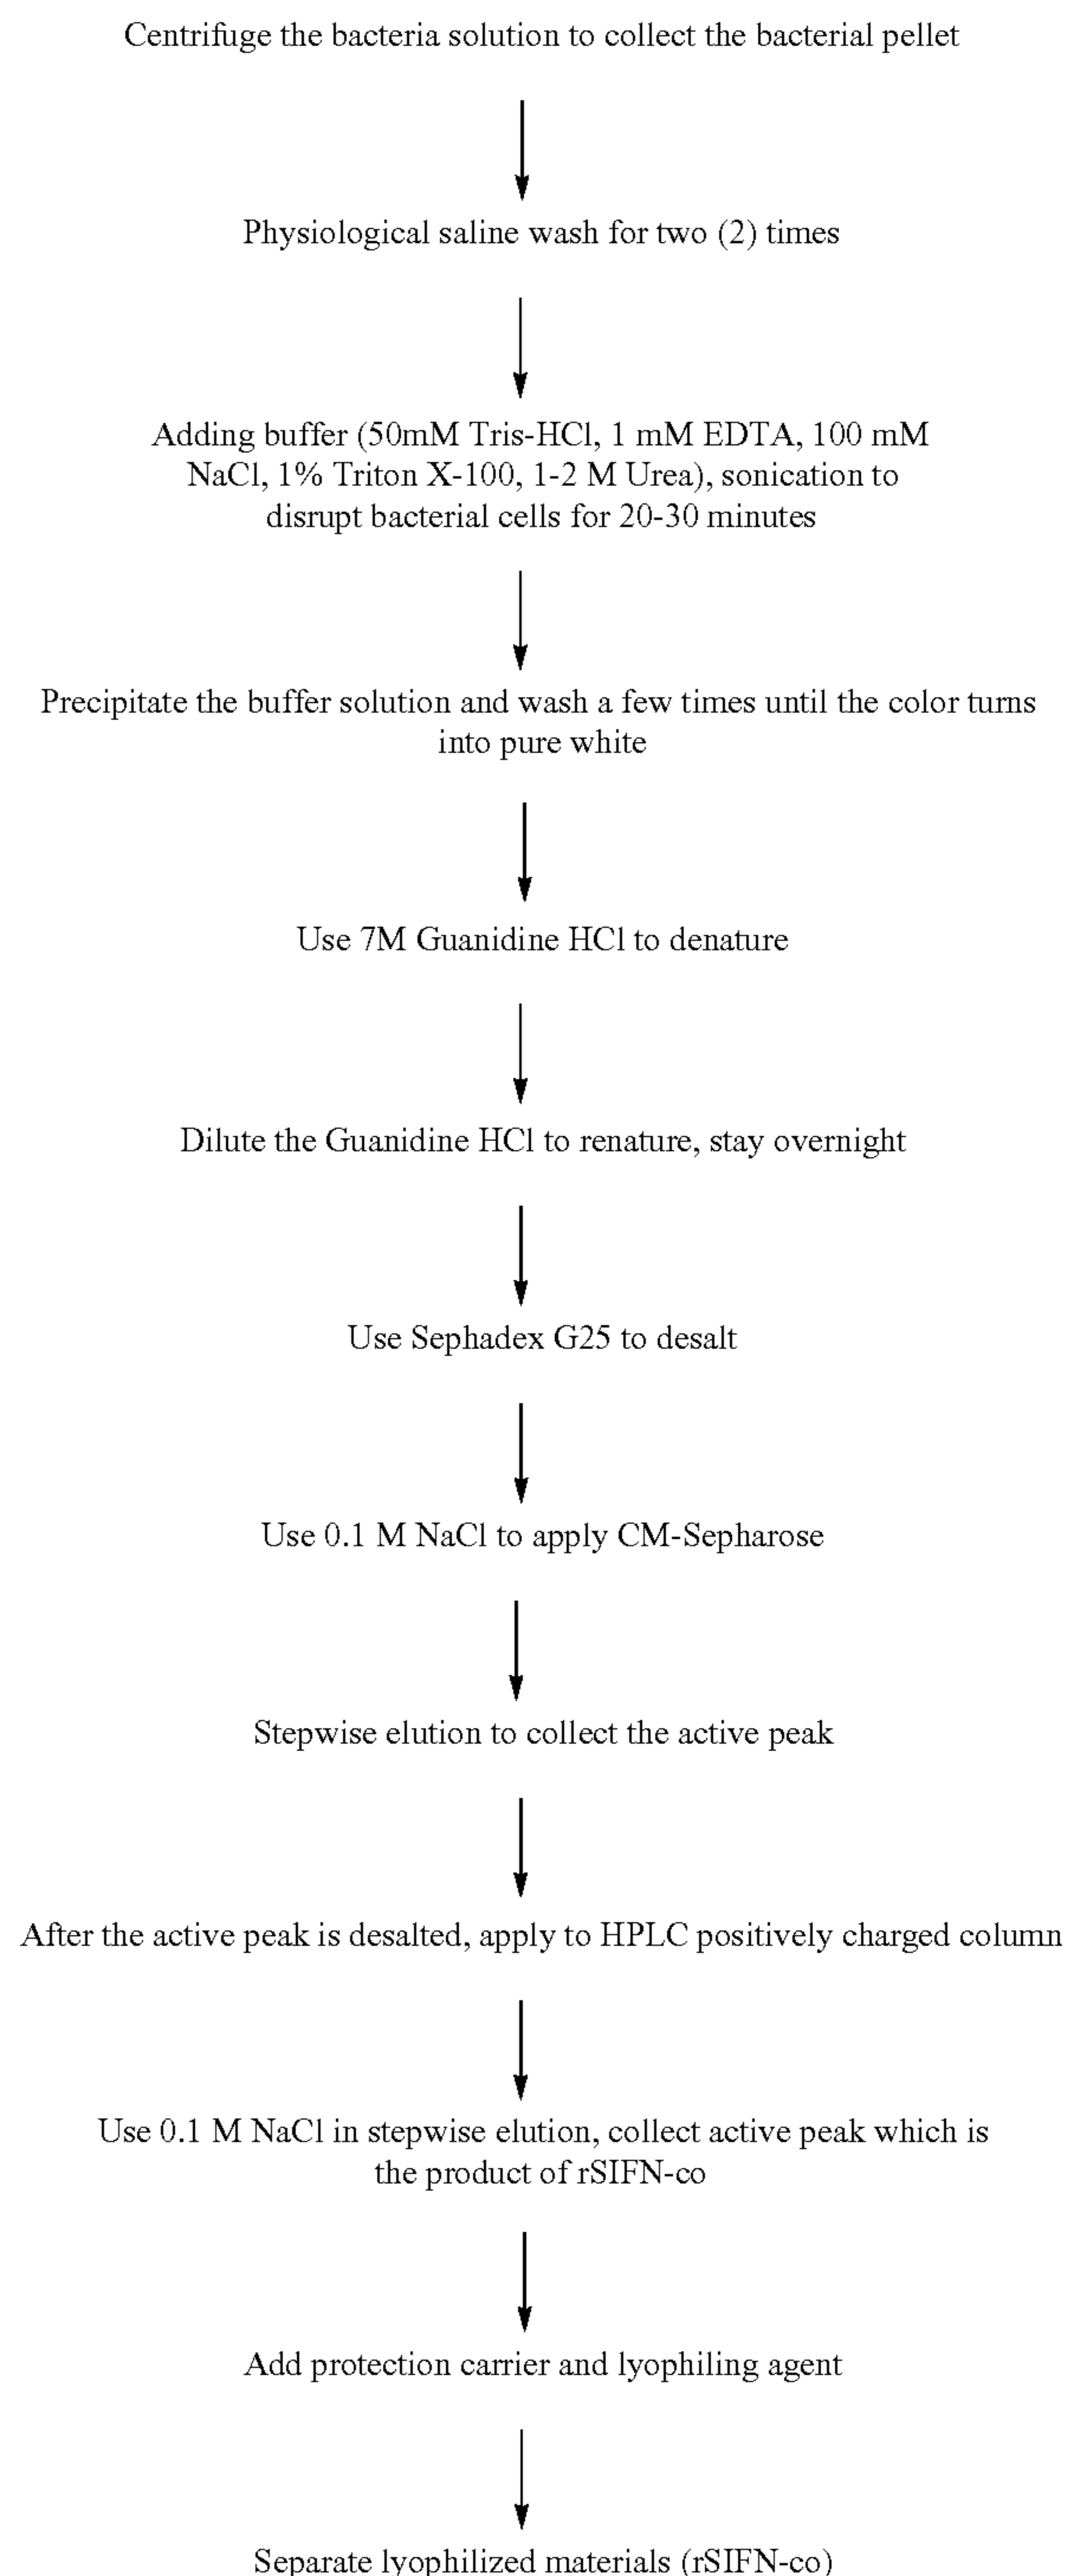 Centrifuge the bacteria solution to collect the bacterial pellet
Physiological saline wash for two (2) times
Adding buffer (50mM Tris-HCl, 1 mM EDTA, 100 mM
NaCl, 1% Triton X-100, 1-2 M Urea), sonication to
disrupt bacterial cells for 20-30 minutes
Precipitate the buffer solution and wash a few times until the color turns
into pure white
Use 7M Guanidine HCl to denature
Dilute the Guanidine HCl to renature, stay overnight
Use Sephadex G25 to desalt
Use 0.1 M NaCl to apply CM-Sepharose
Stepwise elution to collect the active peak
After the active peak is desalted, apply to HPLC positively charged column
Use 0.1 M NaCl in stepwise elution, collect active peak which is
the product of rSIFN-co
Add protection carrier and lyophiling agent
Separate lyophilized materials (rSIFN-co)